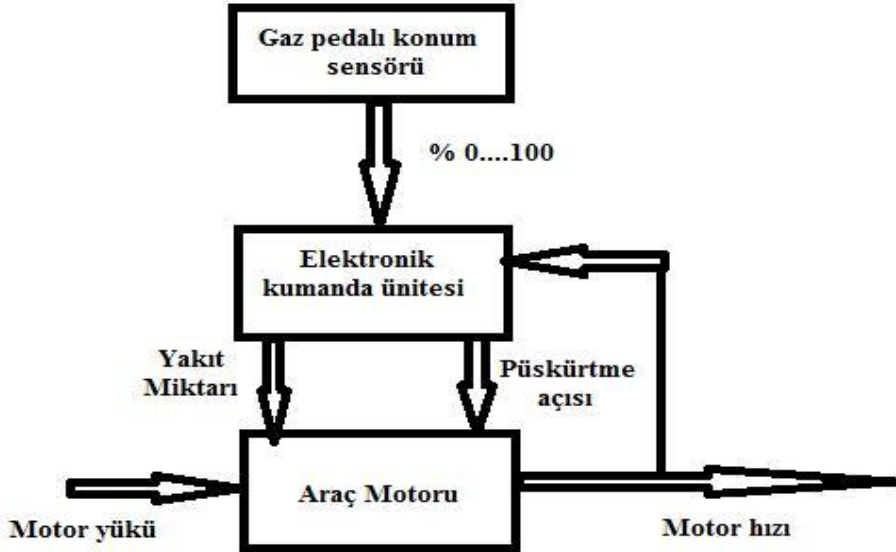 Gaz pedalı konum
sensörü
% 0....100
Elektronik
kumanda ünitesi
Yakıt
Miktarı
Püskürtme
açısı
Araç Motoru
Motor yükü
Motor hızı